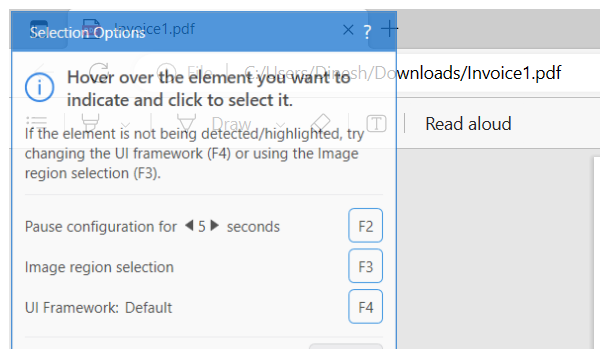 Selection Options
Invoice1.pdf
× + ?
File C:/Users/Dinesh/Downloads/Invoice1.pdf
Hover over the element you want to
indicate and click to select it.
Draw T Read aloud
If the element is not being detected/highlighted, try
changing the UI framework (F4) or using the Image
region selection (F3).
Pause configuration for 5 seconds F2
Image region selection F3
UI Framework: Default F4